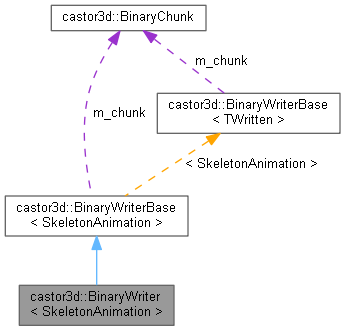 castor3d::BinaryChunk
m_chunk
m_chunk
castor3d::BinaryWriterBase
< TWritten >
< SkeletonAnimation >
castor3d::BinaryWriterBase
< SkeletonAnimation >
castor3d::BinaryWriter
< SkeletonAnimation >